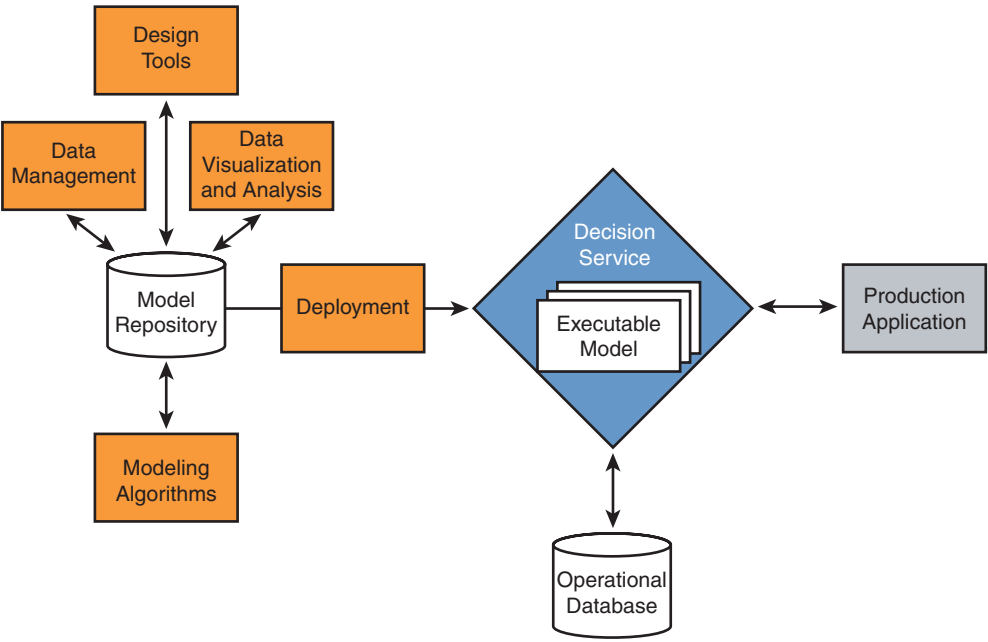 Design
Tools
Data
Management
Data
Visualization
and Analysis
Model
Repository
Deployment
Decision
Service
Executable
Model
Production
Application
Modeling
Algorithms
Operational
Database